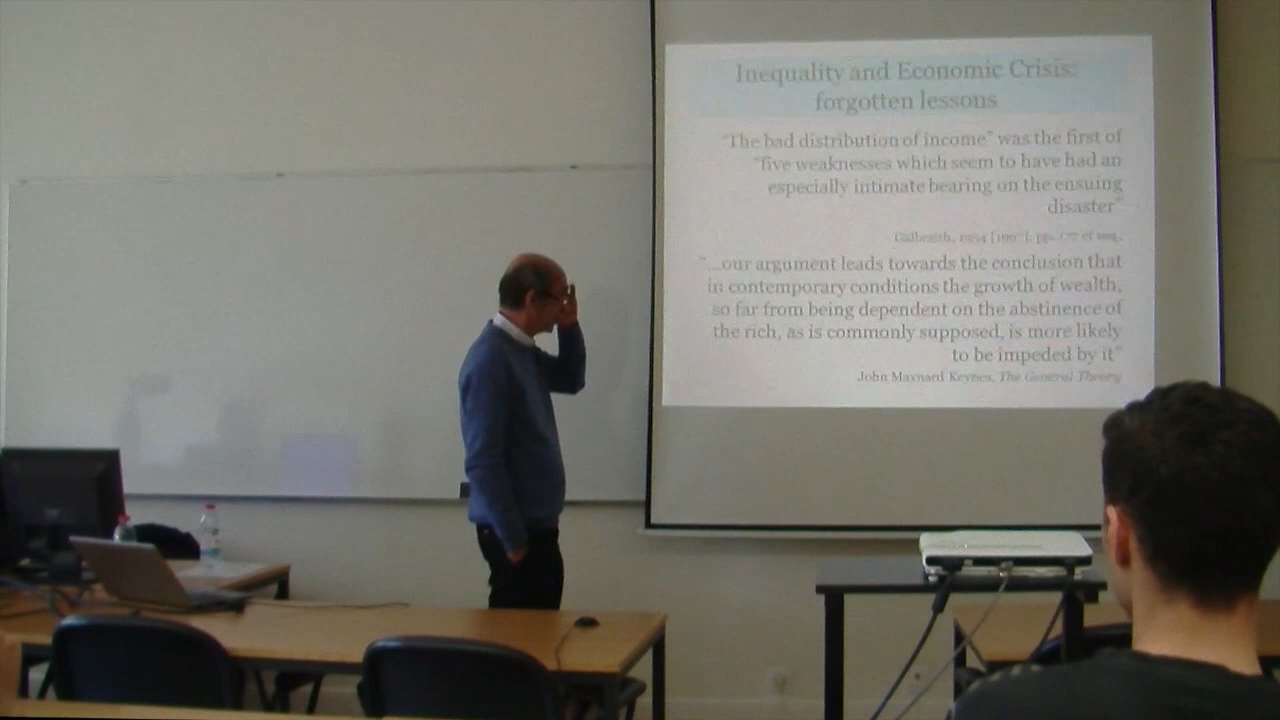 Inequality and Economic Crisis:
forgotten lessons
"The bad distribution of income" was the first of
"five weaknesses which seem to have had an
especially intimate bearing on the ensuing
disaster"
Galbraith, 1954
"...our argument leads towards the conclusion that
in contemporary conditions the growth of wealth,
so far from being dependent on the abstinence of
the rich, as is commonly supposed, is more likely
to be impeded by it"
John Maynard Keynes, The General Theory